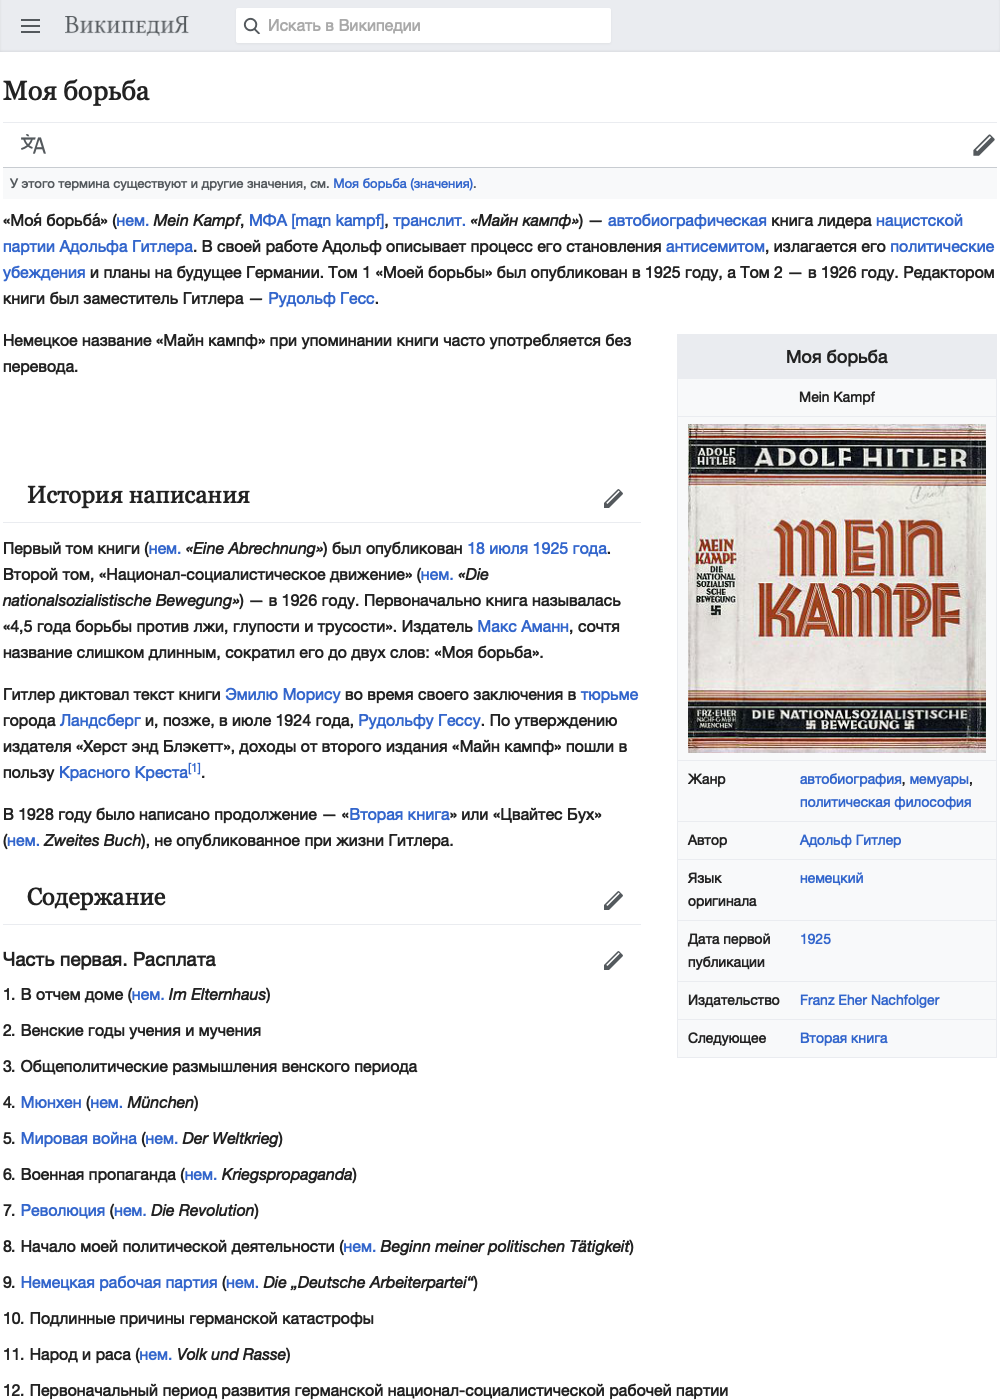 ВикипедиЯ
Искать в Википедии
Моя борьба
У этого термина существуют и другие значения, см. Моя борьба (значения).
«Моя́ борьба́» (нем. Mein Kampf, МФА [maɪ̯n kampf], транслит. «Майн кампф») — автобиографическая книга лидера нацистской
партии Адольфа Гитлера. В своей работе Адольф описывает процесс его становления антисемитом, излагается его политические
убеждения и планы на будущее Германии. Том 1 «Моей борьбы» был опубликован в 1925 году, а Том 2 — в 1926 году. Редактором
книги был заместитель Гитлера — Рудольф Гесс.
Немецкое название «Майн кампф» при упоминании книги часто употребляется без
перевода.
Моя борьба
Mein Kampf
ADOLF
HITLER
ADOLF HITLER
MEIN
KAMPF
DIE
NATIONAL
SOZIALISTI
SCHE
BEWEGUNG
MEIN
KAMPF
FRZ·EHER
NACHF·G·M·B·H
MUENCHEN
DIE NATIONALSOZIALISTISCHE
BEWEGUNG
Жанр автобиография, мемуары,
политическая философия
Автор Адольф Гитлер
Язык немецкий
оригинала
Дата первой 1925
публикации
Издательство Franz Eher Nachfolger
Следующее Вторая книга
История написания
Первый том книги (нем. «Eine Abrechnung») был опубликован 18 июля 1925 года.
Второй том, «Национал-социалистическое движение» (нем. «Die
nationalsozialistische Bewegung») — в 1926 году. Первоначально книга называлась
«4,5 года борьбы против лжи, глупости и трусости». Издатель Макс Аманн, сочтя
название слишком длинным, сократил его до двух слов: «Моя борьба».
Гитлер диктовал текст книги Эмилю Морису во время своего заключения в тюрьме
города Ландсберг и, позже, в июле 1924 года, Рудольфу Гессу. По утверждению
издателя «Херст энд Блэкетт», доходы от второго издания «Майн кампф» пошли в
пользу Красного Креста[1].
В 1928 году было написано продолжение — «Вторая книга» или «Цвайтес Бух»
(нем. Zweites Buch), не опубликованное при жизни Гитлера.
Содержание
Часть первая. Расплата
1. В отчем доме (нем. Im Elternhaus)
2. Венские годы учения и мучения
3. Общеполитические размышления венского периода
4. Мюнхен (нем. München)
5. Мировая война (нем. Der Weltkrieg)
6. Военная пропаганда (нем. Kriegspropaganda)
7. Революция (нем. Die Revolution)
8. Начало моей политической деятельности (нем. Beginn meiner politischen Tätigkeit)
9. Немецкая рабочая партия (нем. Die „Deutsche Arbeiterpartei“)
10. Подлинные причины германской катастрофы
11. Народ и раса (нем. Volk und Rasse)
12. Первоначальный период развития германской национал-социалистической рабочей партии